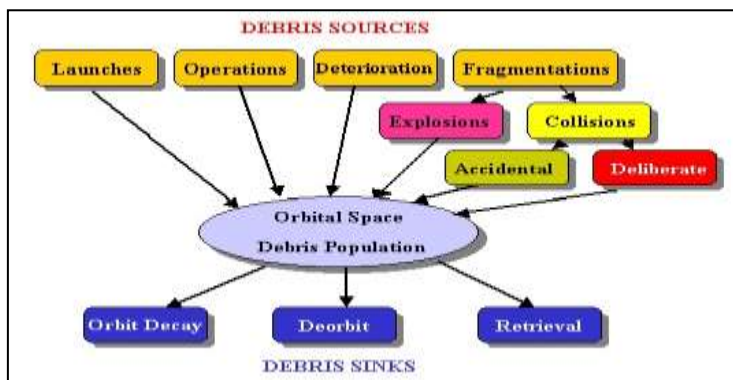 DEBRIS SOURCES
Launches
Operations
Deterioration
Fragmentations
Explosions
Collisions
Accidental
Deliberate
Orbital Space
Debris Population
Orbit Decay
Deorbit
Retrieval
DEBRIS SINKS